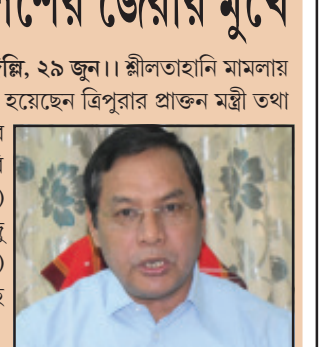 জেরার মুখে
২৯ জুন।। শ্লীলতাহানি মামলায়
হয়েছেন ত্রিপুরার প্রাক্তন মন্ত্রী তথা